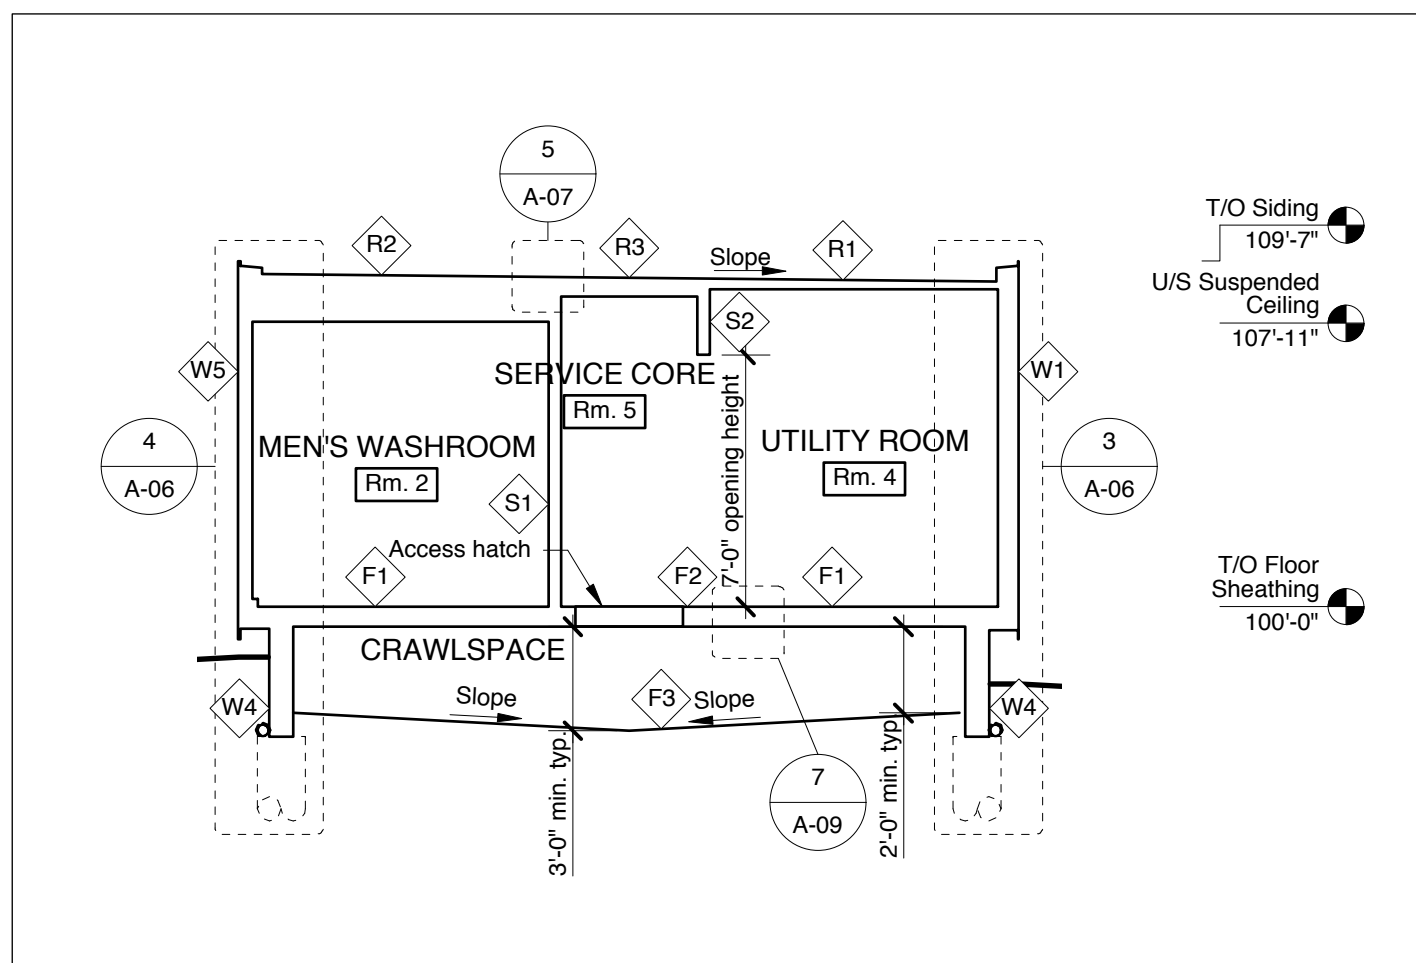 5
A-07
T/O Siding
109'-7"
R2
R3
Slope
R1
U/S Suspended
Ceiling
107'-11"
S2
W5
SERVICE CORE
W1
Rm. 5
4
A-06
MEN'S WASHROOM
Rm. 2
S1
7'-0" opening height
UTILITY ROOM
Rm. 4
3
A-06
Access hatch
F1
F2
F1
T/O Floor
Sheathing
100'-0"
CRAWLSPACE
W4
Slope
F3
Slope
W4
3'-0" min. typ.
7
A-09
2'-0" min. typ.